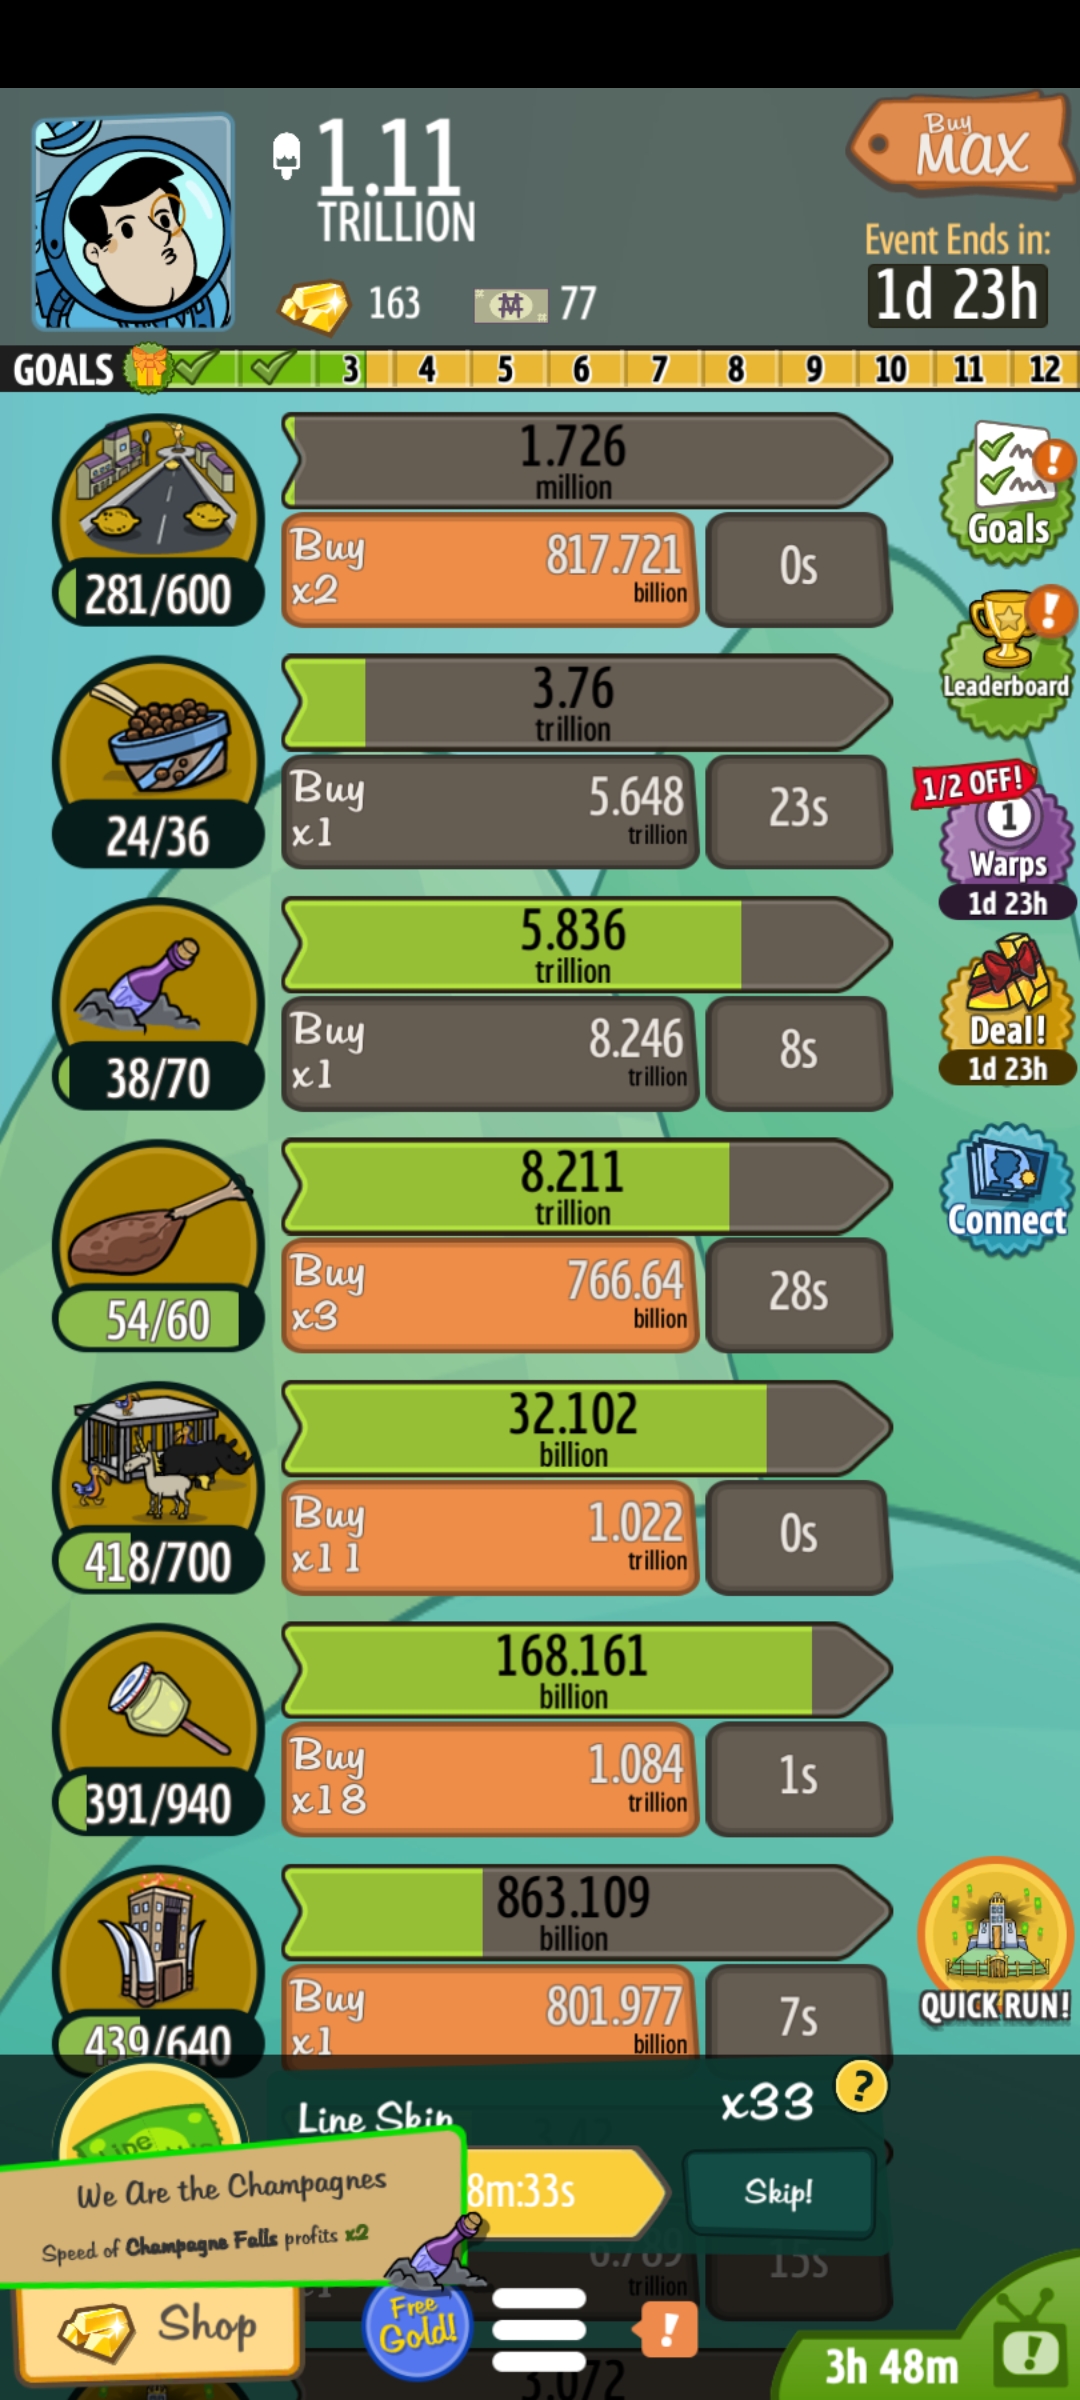 1.11
TRILLION
Buy
MAX
Event Ends in:
1d 23h
163
77
GOALS 3 4 5 6 7 8 9 10 11 12
1.726
million
Buy
x2
817.721
billion
0s
281/600
Goals
3.76
trillion
Buy
x1
5.648
trillion
23s
24/36
Leaderboard
1/2 OFF!
1
Warps
1d 23h
5.836
trillion
Buy
x1
8.246
trillion
8s
38/70
Deal!
1d 23h
8.211
trillion
Buy
x3
766.64
billion
28s
54/60
Connect
32.102
billion
Buy
x11
1.022
trillion
0s
418/700
168.161
billion
Buy
x18
1.084
trillion
1s
391/940
863.109
billion
Buy
x1
801.977
billion
7s
439/640
QUICK RUN!
Line Skip
x33
?
8m:33s
Skip!
We Are the Champagnes
Speed of Champagne Falls profits x2
trillion
15s
Shop
Free
Gold!
!
3.072
3h 48m
!